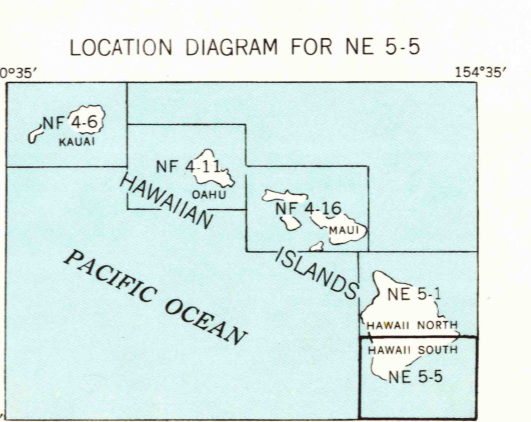 LOCATION DIAGRAM FOR NE 5-5
0°35′ 154°35′
NF 4-6
KAUAI
NF 4-11
OAHU
HAWAIIAN
NF 4-16
MAUI
ISLANDS
PACIFIC OCEAN
NE 5-1
HAWAII NORTH
HAWAII SOUTH
NE 5-5